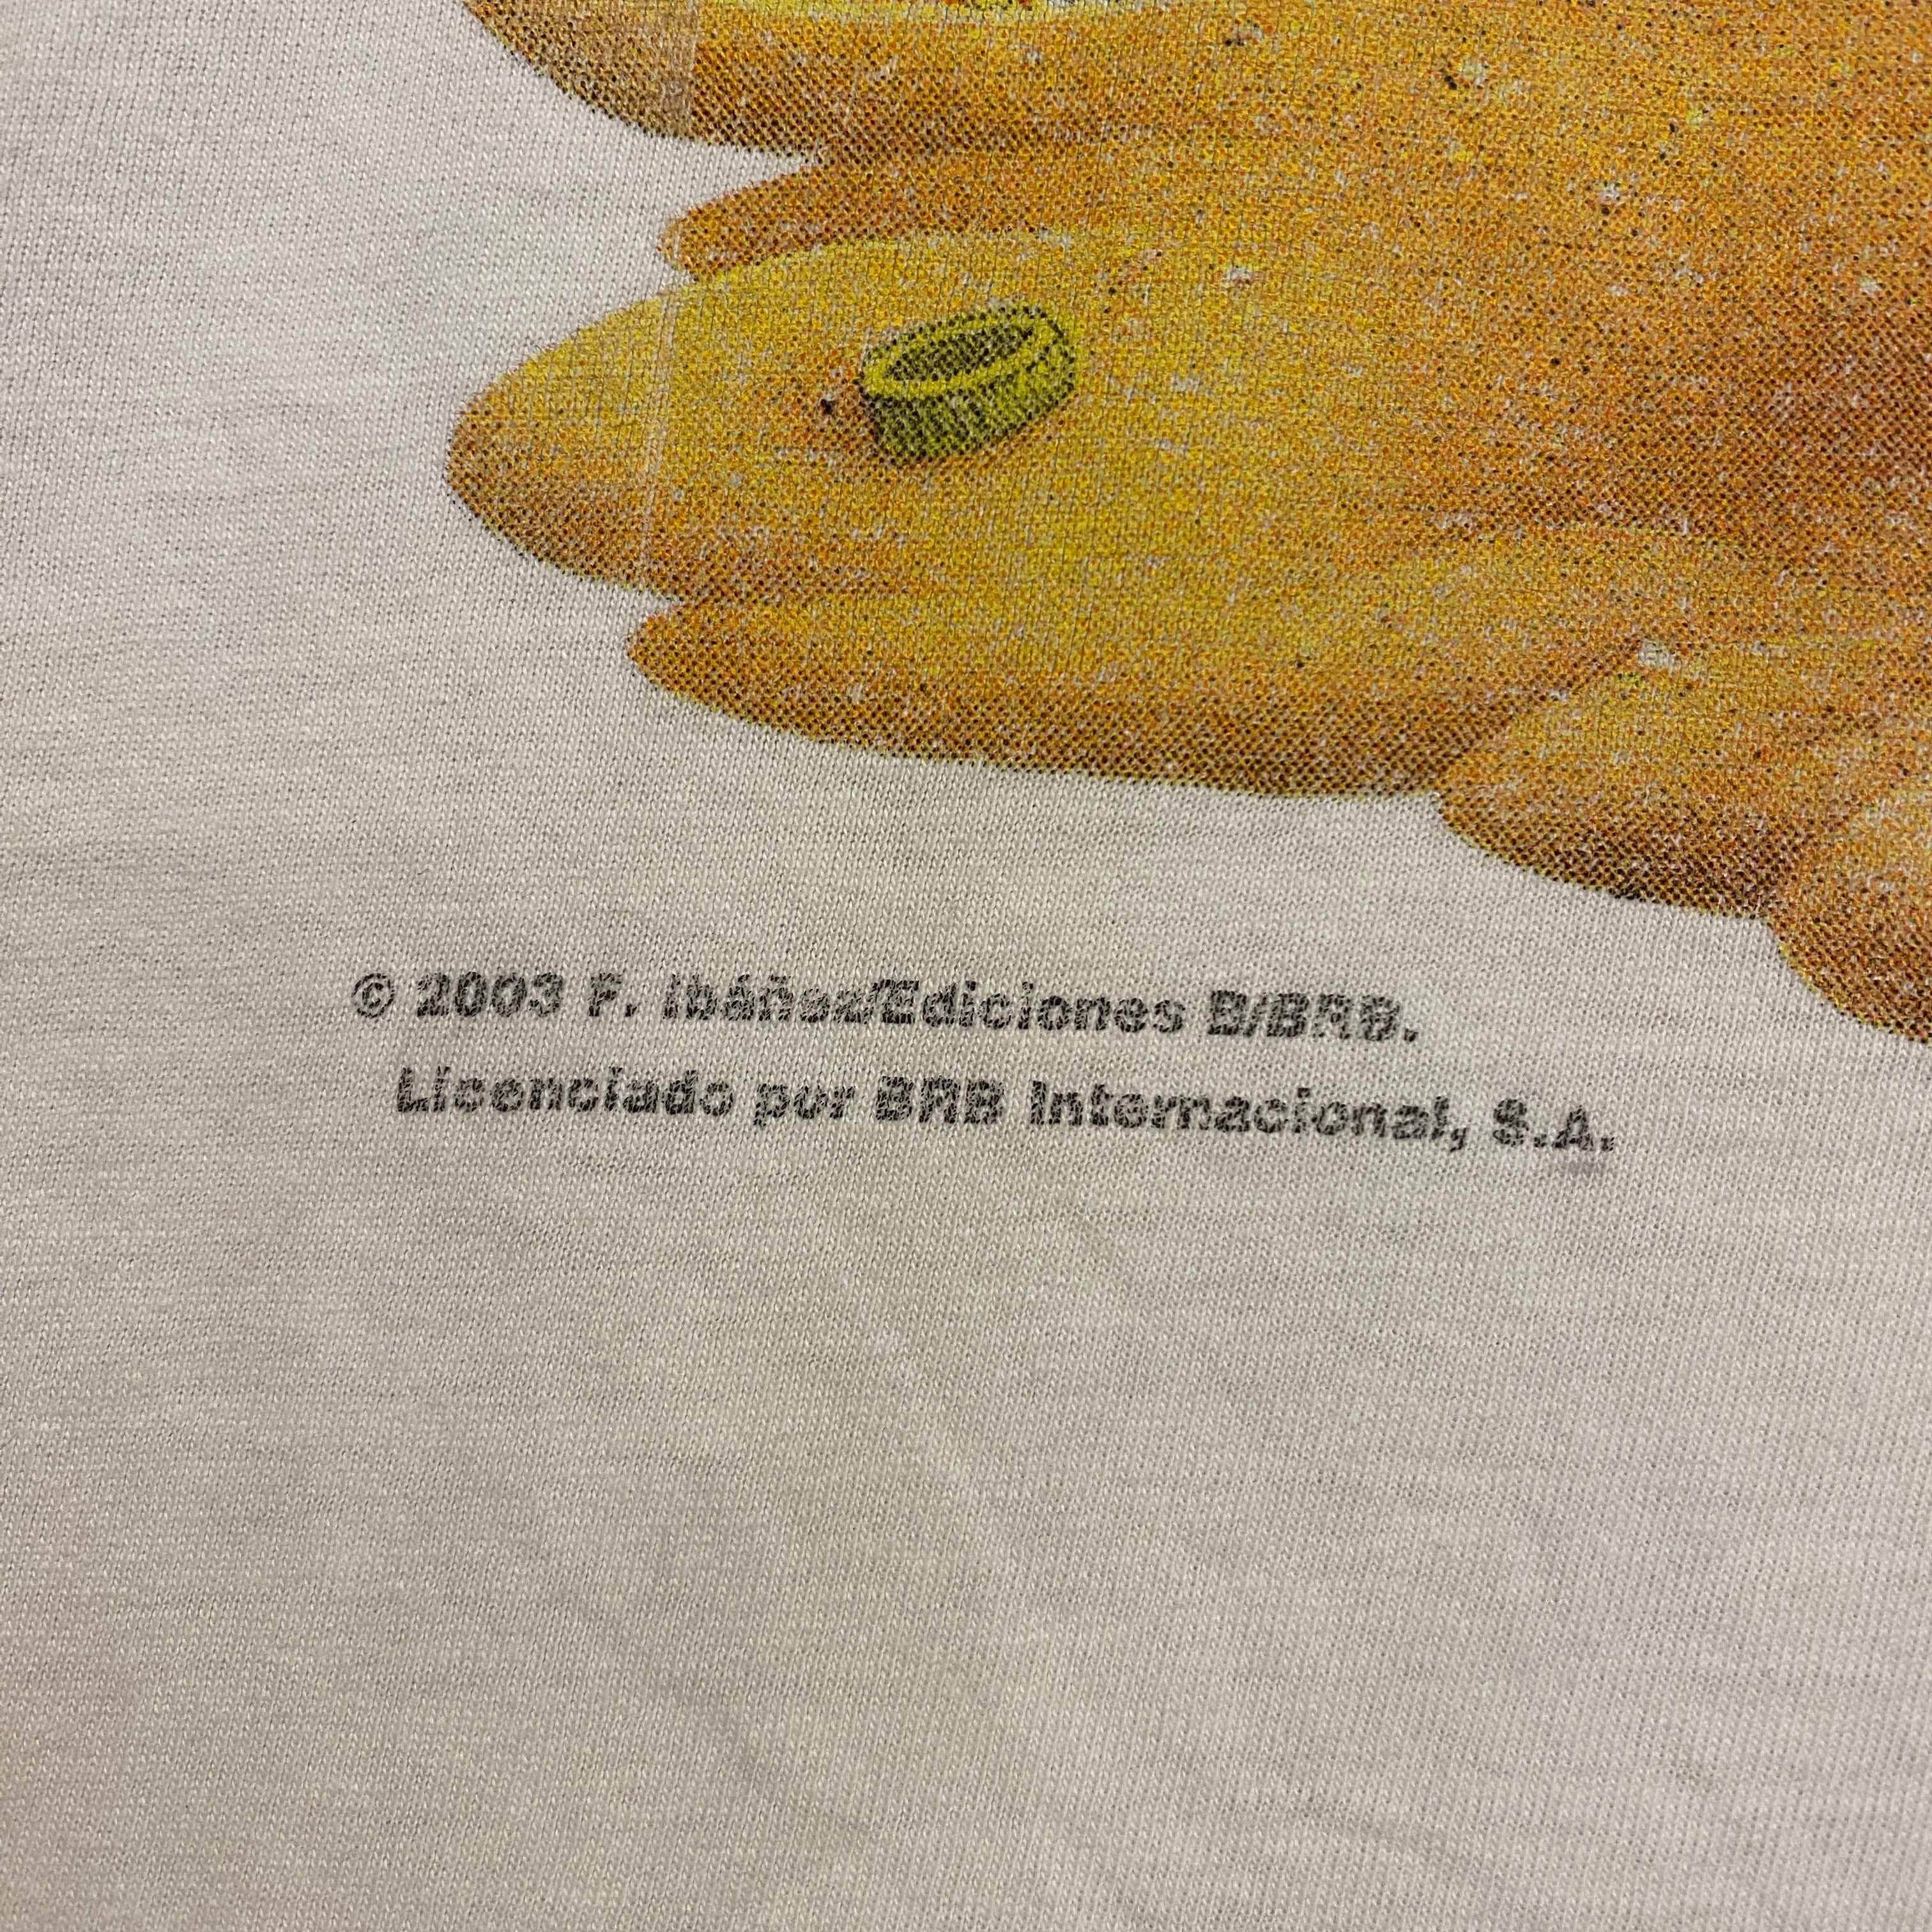 © 2003 F. Ibáñez/Ediciones B/BRB.
Licenciado por BRB Internacional, S.A.